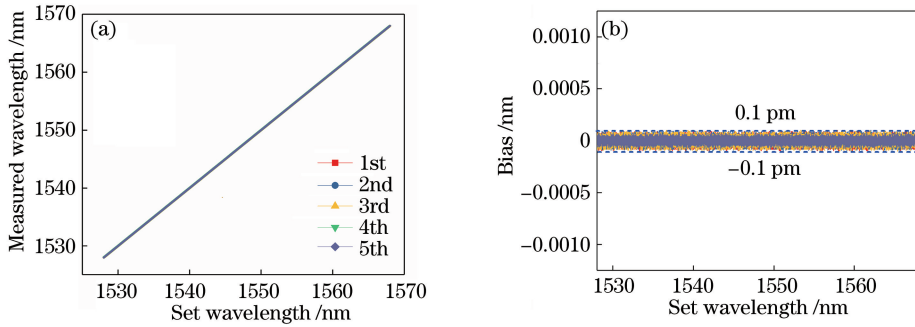 (a)
Measured wavelength /nm
1570
1560
1550
1540
1530
1530 1540 1550 1560 1570
Set wavelength /nm
1st
2nd
3rd
4th
5th
(b)
Bias /nm
0.0010
0.0005
0
−0.0005
−0.0010
0.1 pm
−0.1 pm
1530 1540 1550 1560
Set wavelength /nm